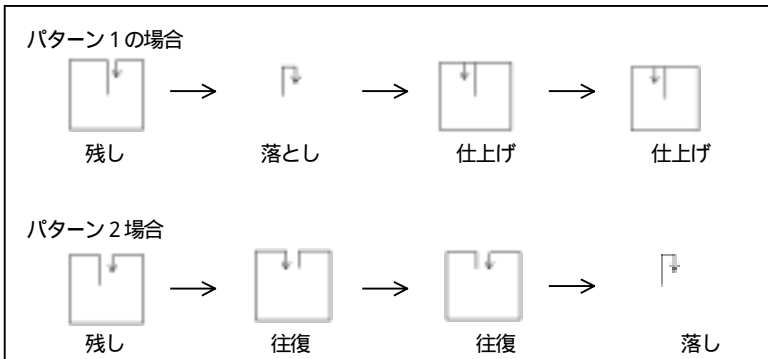 パターン1の場合
残し
落とし
仕上げ
仕上げ
パターン2場合
残し
往復
往復
落し